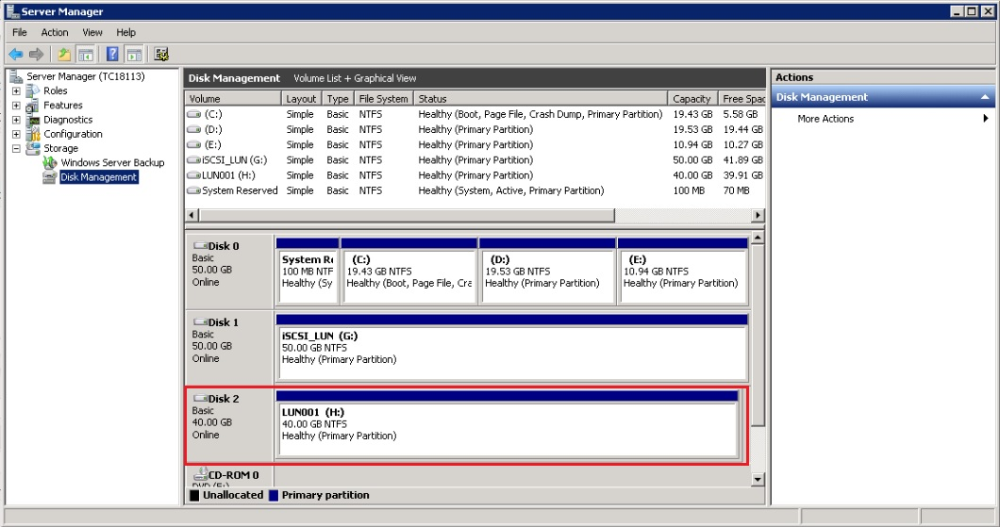 Server Manager
File Action View Help
Server Manager (TC18113)
Roles
Features
Diagnostics
Configuration
Storage
Windows Server Backup
Disk Management
Disk Management Volume List + Graphical View
Volume Layout Type File System Status Capacity Free Spac
(C:) Simple Basic NTFS Healthy (Boot, Page File, Crash Dump, Primary Partition) 19.43 GB 5.58 GB
(D:) Simple Basic NTFS Healthy (Primary Partition) 19.53 GB 19.44 GB
(E:) Simple Basic NTFS Healthy (Primary Partition) 10.94 GB 10.27 GB
iSCSI_LUN (G:) Simple Basic NTFS Healthy (Primary Partition) 50.00 GB 41.89 GB
LUN001 (H:) Simple Basic NTFS Healthy (Primary Partition) 40.00 GB 39.91 GB
System Reserved Simple Basic NTFS Healthy (System, Active, Primary Partition) 100 MB 70 MB
Disk 0
Basic
50.00 GB
Online
System Re
100 MB NTF
Healthy (Sy
(C:)
19.43 GB NTFS
Healthy (Boot, Page File, Cra
(D:)
19.53 GB NTFS
Healthy (Primary Partition)
(E:)
10.94 GB NTFS
Healthy (Primary Partition)
Disk 1
Basic
50.00 GB
Online
iSCSI_LUN (G:)
50.00 GB NTFS
Healthy (Primary Partition)
Disk 2
Basic
40.00 GB
Online
LUN001 (H:)
40.00 GB NTFS
Healthy (Primary Partition)
CD-ROM 0
Unallocated Primary partition
Actions
Disk Management
More Actions